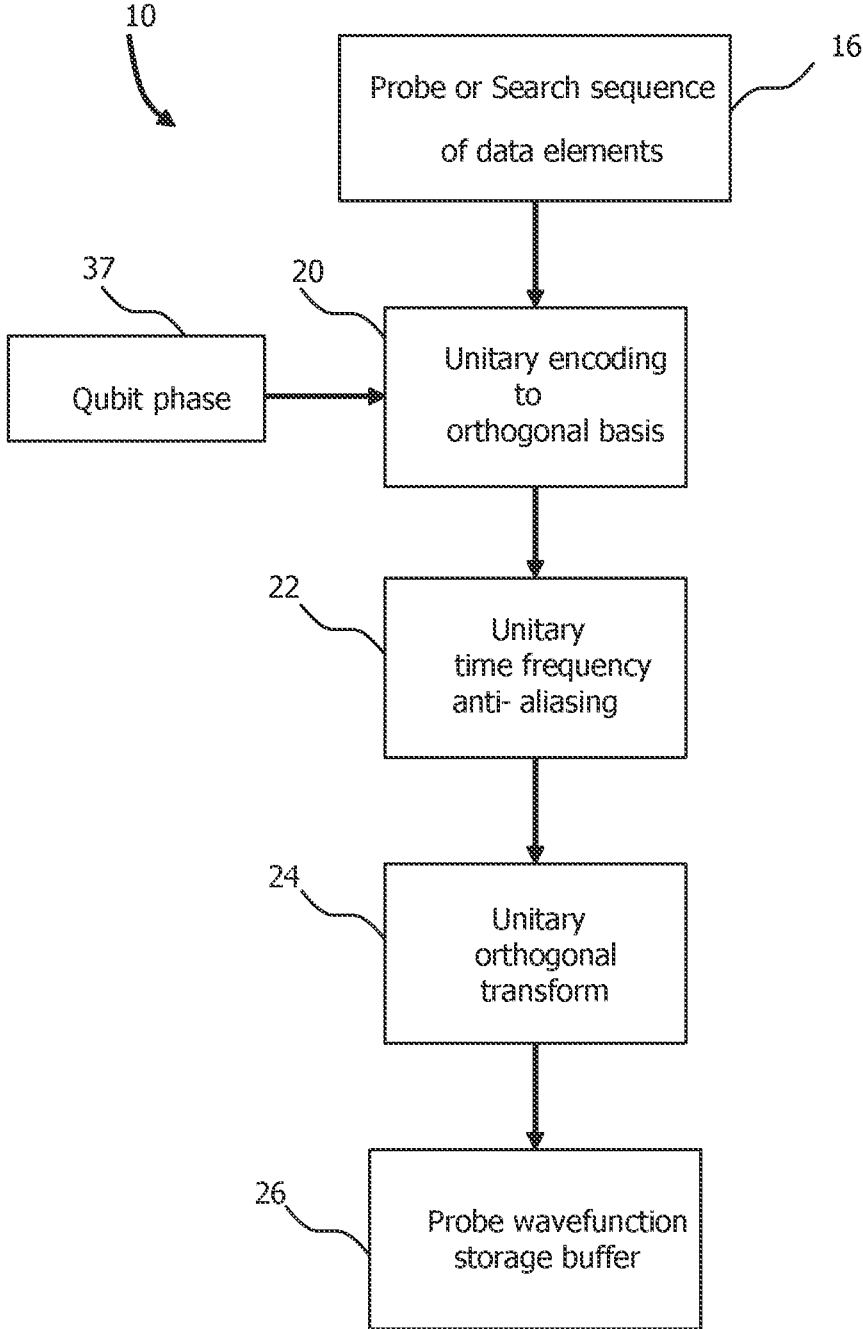 10
16
Probe or Search sequence
of data elements
37
20
Qubit phase
Unitary encoding
to
orthogonal basis
22
Unitary
time frequency
anti- aliasing
24
Unitary
orthogonal
transform
26
Probe wavefunction
storage buffer